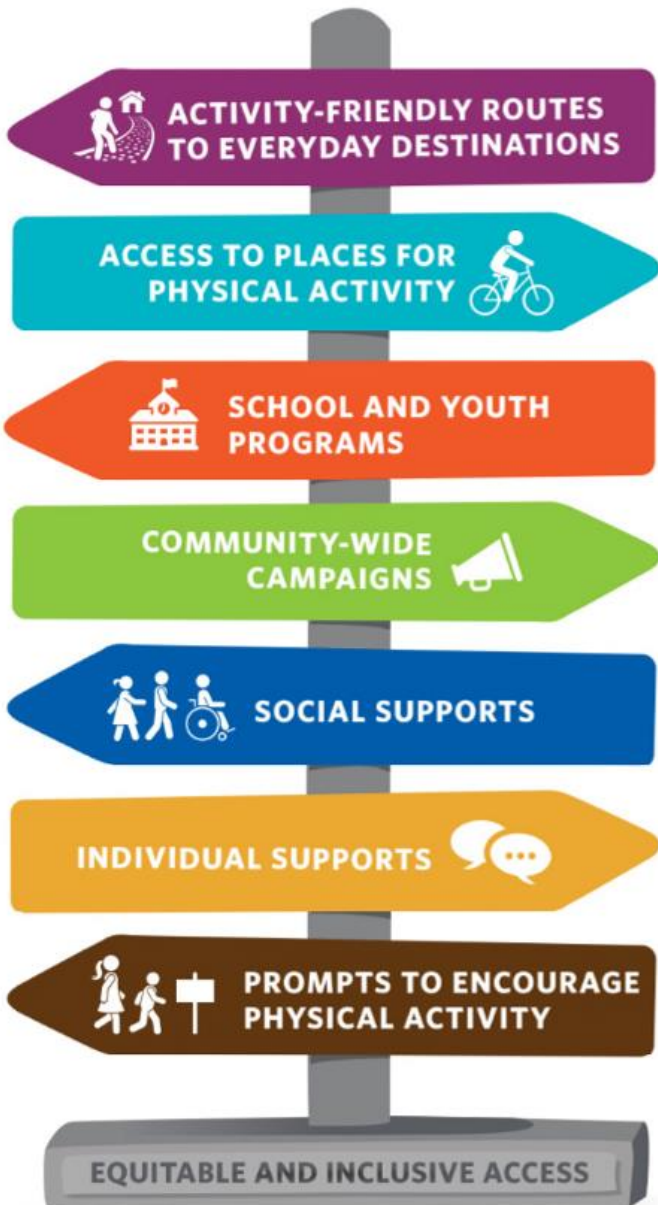 ACTIVITY-FRIENDLY ROUTES
TO EVERYDAY DESTINATIONS
ACCESS TO PLACES FOR
PHYSICAL ACTIVITY
SCHOOL AND YOUTH
PROGRAMS
COMMUNITY-WIDE
CAMPAIGNS
SOCIAL SUPPORTS
INDIVIDUAL SUPPORTS
PROMPTS TO ENCOURAGE
PHYSICAL ACTIVITY
EQUITABLE AND INCLUSIVE ACCESS